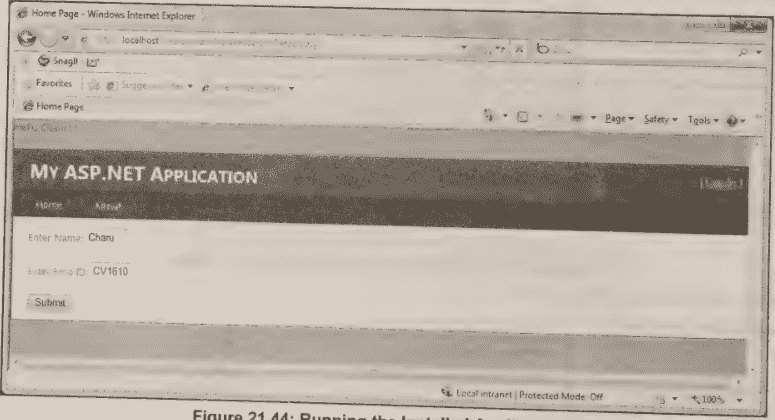 Home Page - Windows Internet Explorer
localhost
SnagIt
Favorites
Home Page
Page Safety Tools
MY ASP.NET APPLICATION
Home About
Enter Name: Charu
CV1610
Submit
Local intranet | Protected Mode: Off
100%
Figure 21.44: Running the Installed